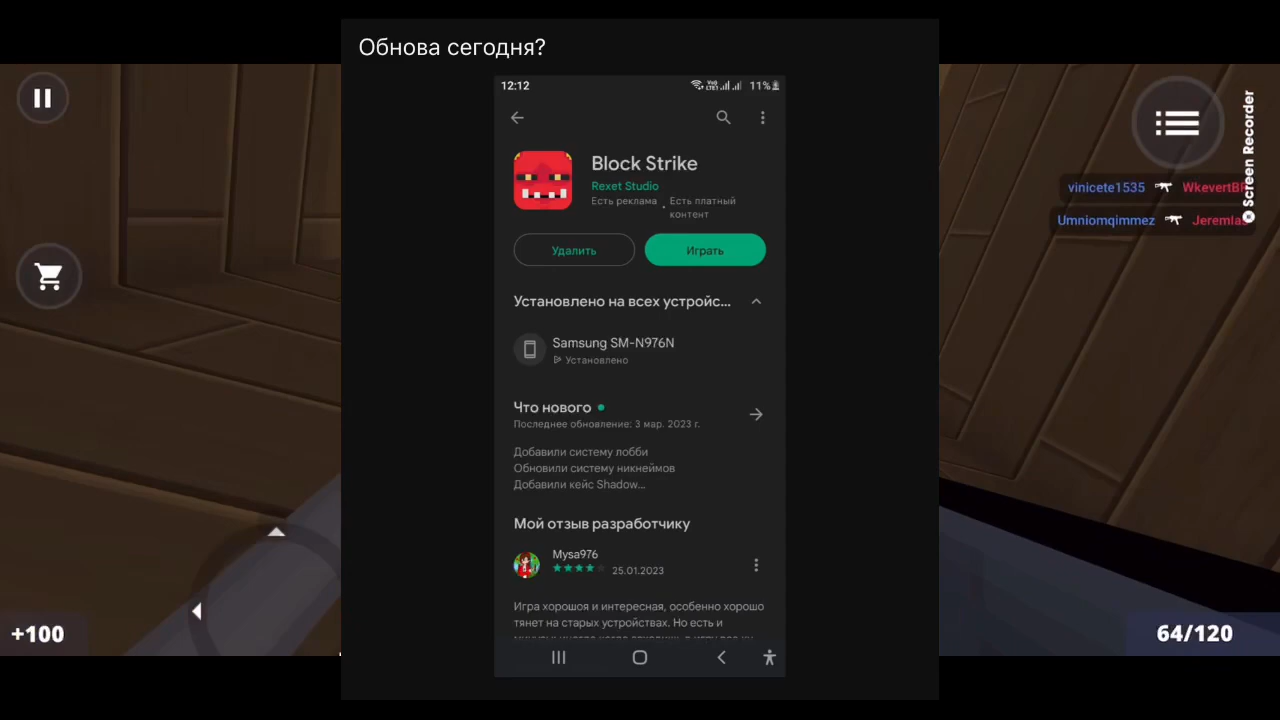 Обнова сегодня?
12:12
11%
Block Strike
Rexet Studio
Есть реклама
Есть платный
контент
Удалить
Играть
Установлено на всех устройс...
Samsung SM-N976N
Установлено
Что нового
Последнее обновление: 3 мар. 2023 г.
Добавили систему лобби
Обновили систему никнеймов
Добавили кейс Shadow...
Мой отзыв разработчику
Mysa976
25.01.2023
Игра хорошоя и интересная, особенно хорошо
тянет на старых устройствах. Но есть и
vinicete1535 WkevertBF
Umniomqimmez Jeremias
Screen Recorder
+100
64/120